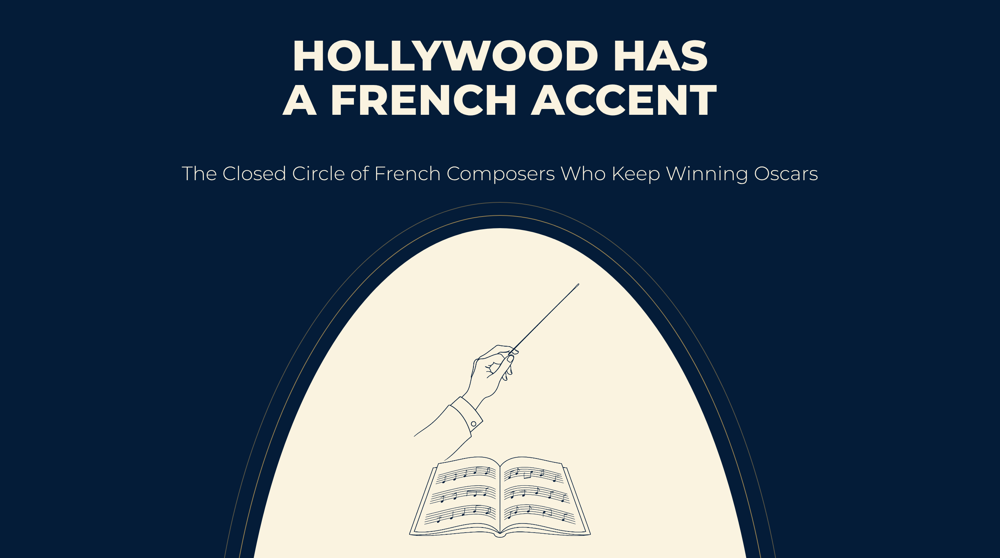 HOLLYWOOD HAS
A FRENCH ACCENT
The Closed Circle of French Composers Who Keep Winning Oscars